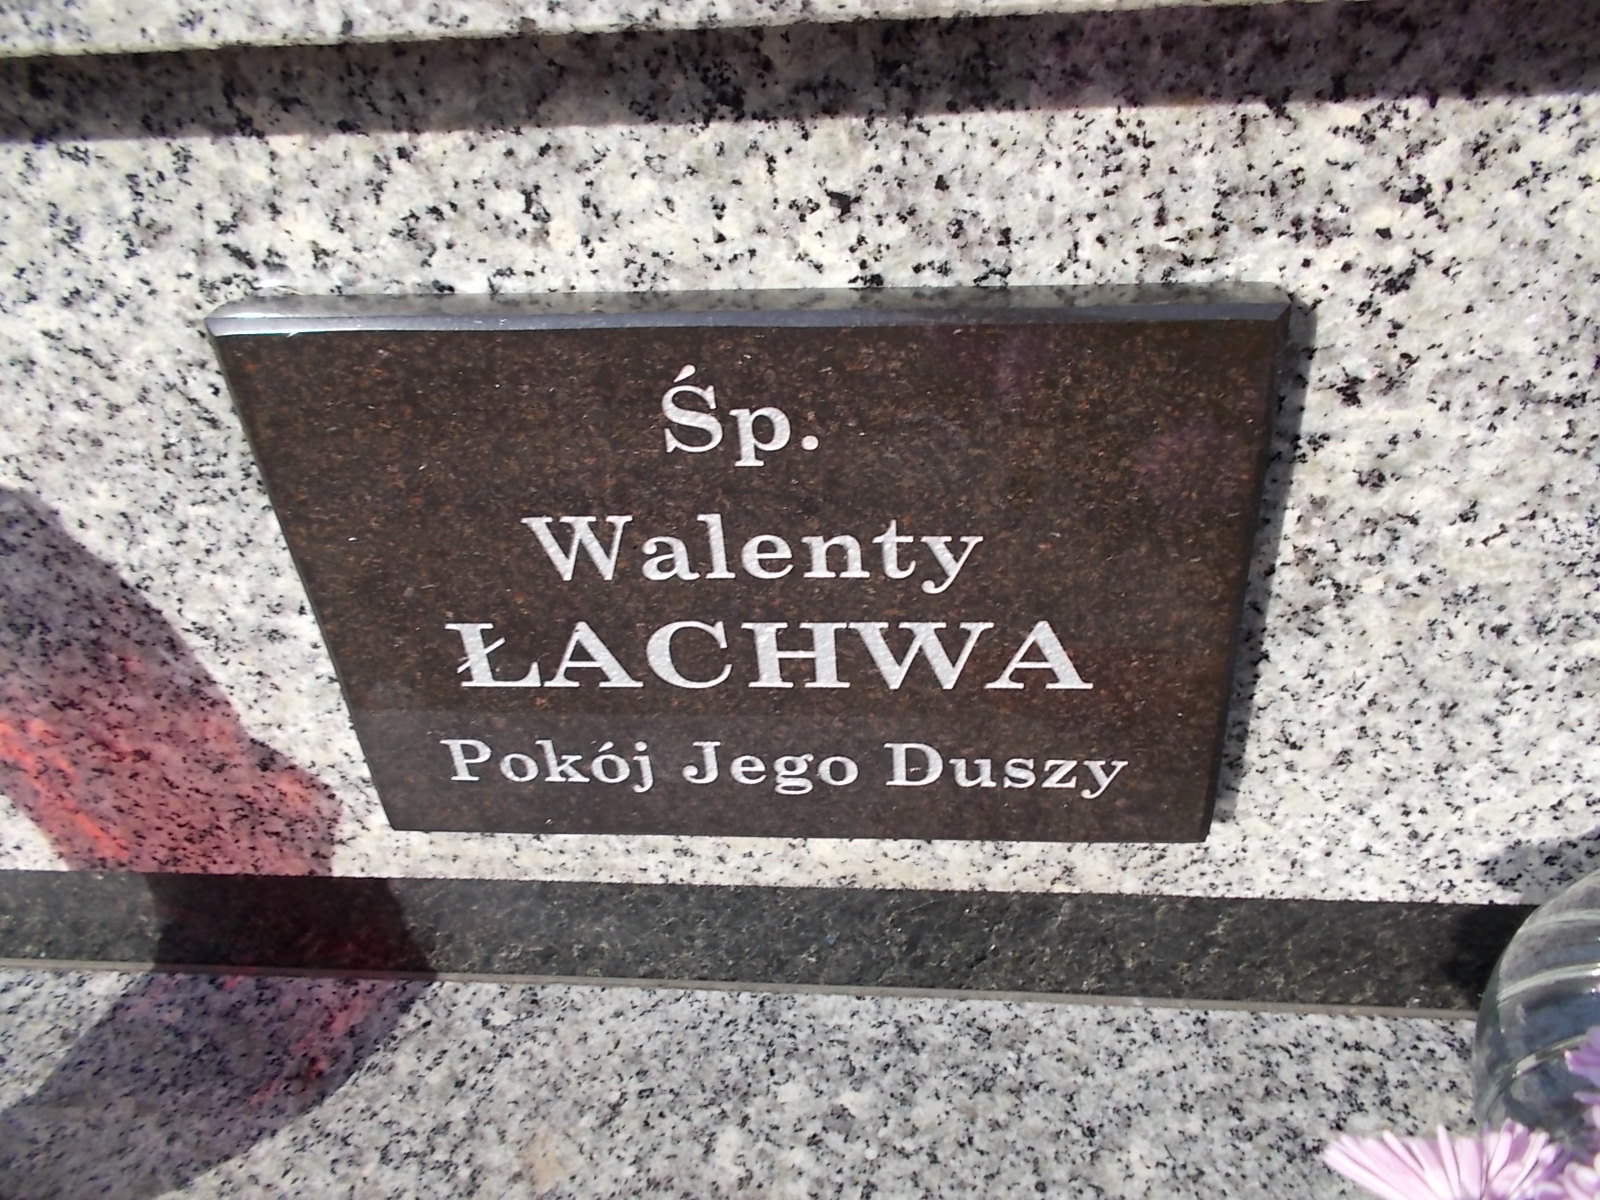 Śp.
Walenty
ŁACHWA
Pokój Jego Duszy